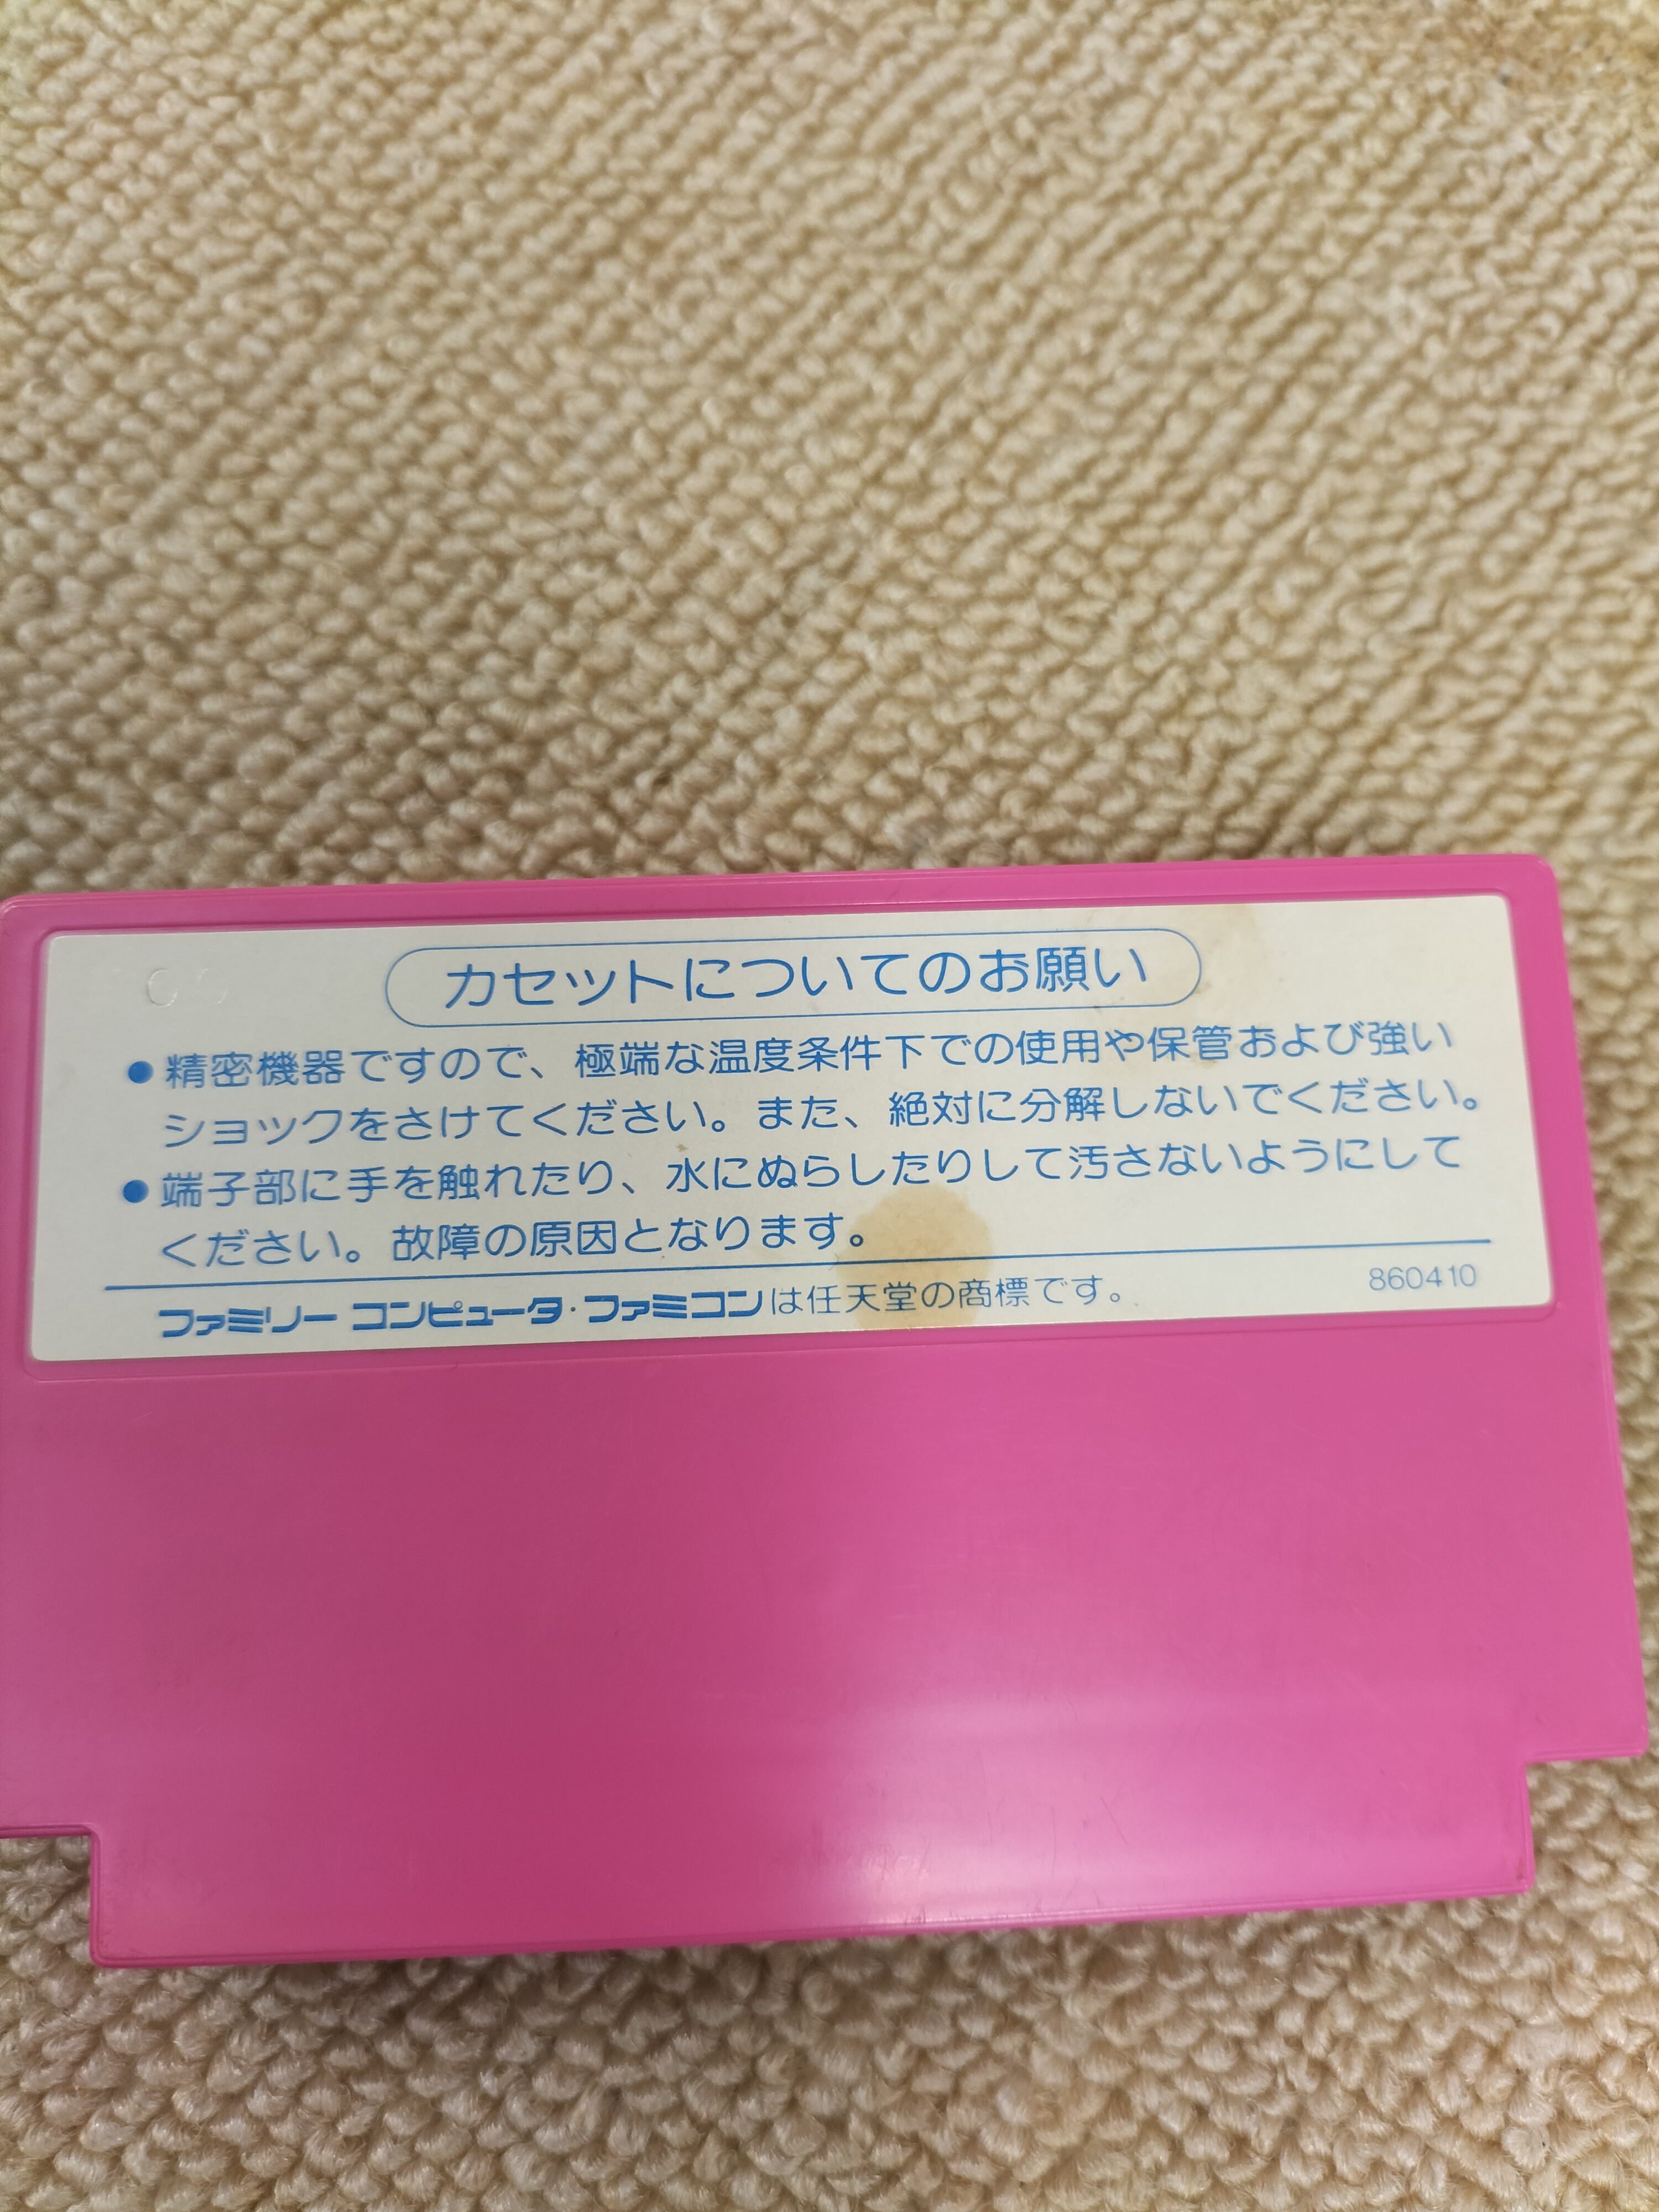 カセットについてのお願い
●精密機器ですので、極端な温度条件下での使用や保管および強い
ショックをさけてください。また、絶対に分解しないでください。
●端子部に手を触れたり、水にぬらしたりして汚さないようにして
ください。故障の原因となります。
ファミリー コンピュータ・ファミコンは任天堂の商標です。
860410